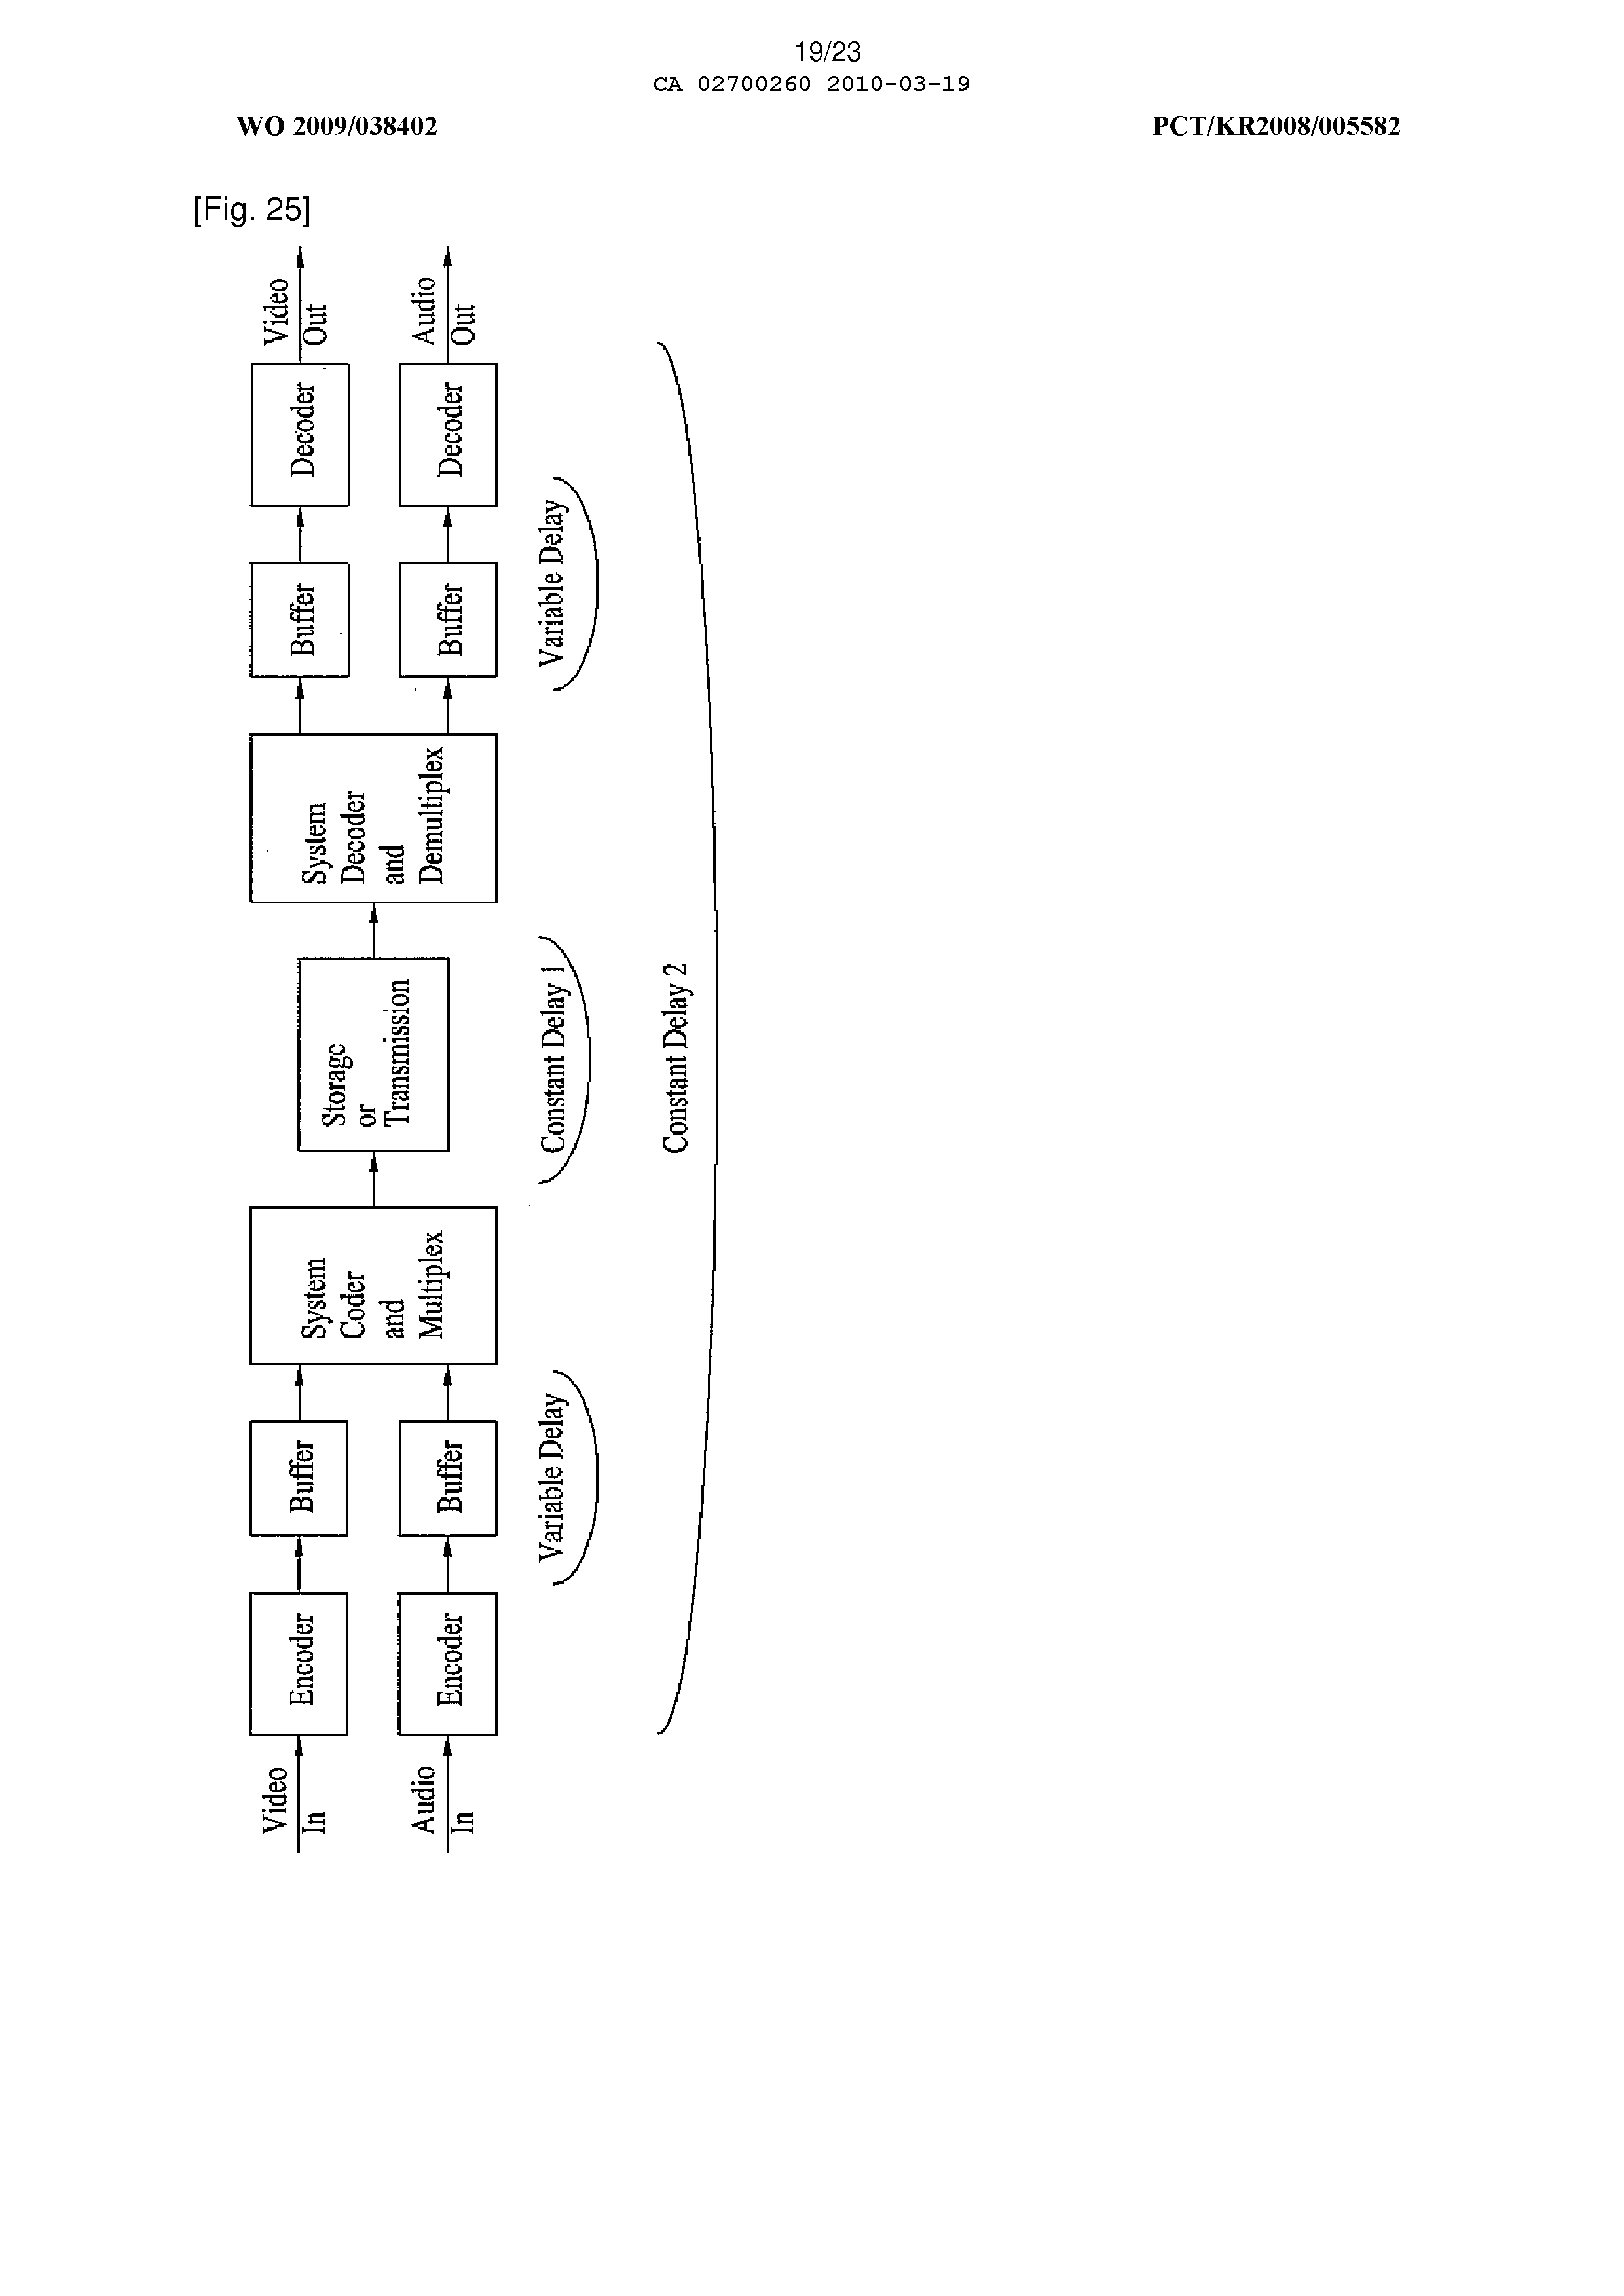 19/23
CA 02700260 2010-03-19
WO 2009/038402
PCT/KR2008/005582
[Fig. 25]
Video
In
Encoder
Buffer
Audio
In
Encoder
Buffer
System
Coder
and
Multiplex
Storage
or
Transmission
System
Decoder
and
Demultiplex
Buffer
Decoder
Video
Out
Buffer
Decoder
Audio
Out
Variable Delay
Constant Delay 1
Variable Delay
Constant Delay 2